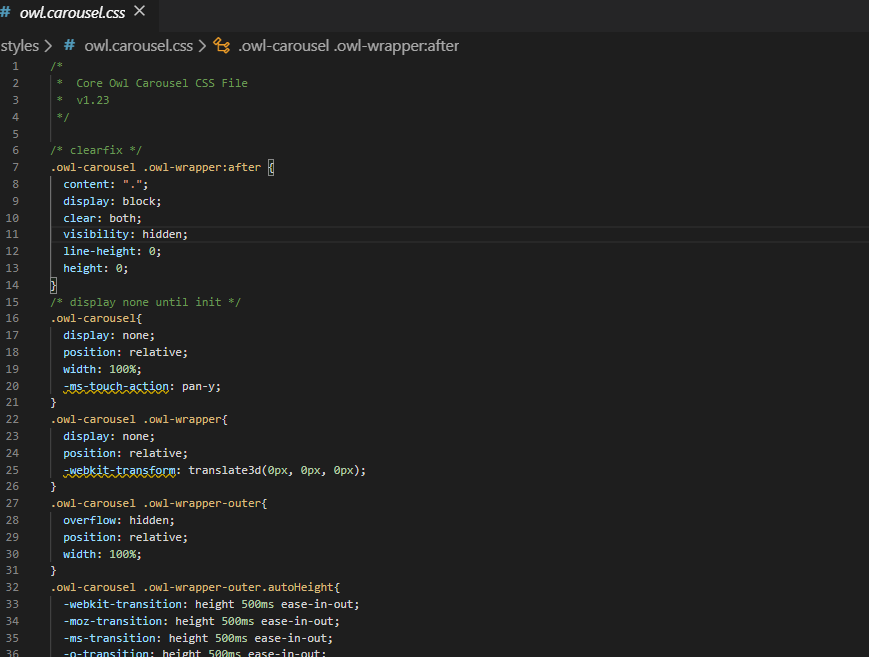 # owl.carousel.css ×
styles > # owl.carousel.css > .owl-carousel .owl-wrapper:after
1 /*
2 * Core Owl Carousel CSS File
3 * v1.23
4 */
5
6 /* clearfix */
7 .owl-carousel .owl-wrapper:after {
8 content: ".";
9 display: block;
10 clear: both;
11 visibility: hidden;
12 line-height: 0;
13 height: 0;
14 }
15 /* display none until init */
16 .owl-carousel{
17 display: none;
18 position: relative;
19 width: 100%;
20 -ms-touch-action: pan-y;
21 }
22 .owl-carousel .owl-wrapper{
23 display: none;
24 position: relative;
25 -webkit-transform: translate3d(0px, 0px, 0px);
26 }
27 .owl-carousel .owl-wrapper-outer{
28 overflow: hidden;
29 position: relative;
30 width: 100%;
31 }
32 .owl-carousel .owl-wrapper-outer.autoHeight{
33 -webkit-transition: height 500ms ease-in-out;
34 -moz-transition: height 500ms ease-in-out;
35 -ms-transition: height 500ms ease-in-out;
36 -o-transition: height 500ms ease-in-out;